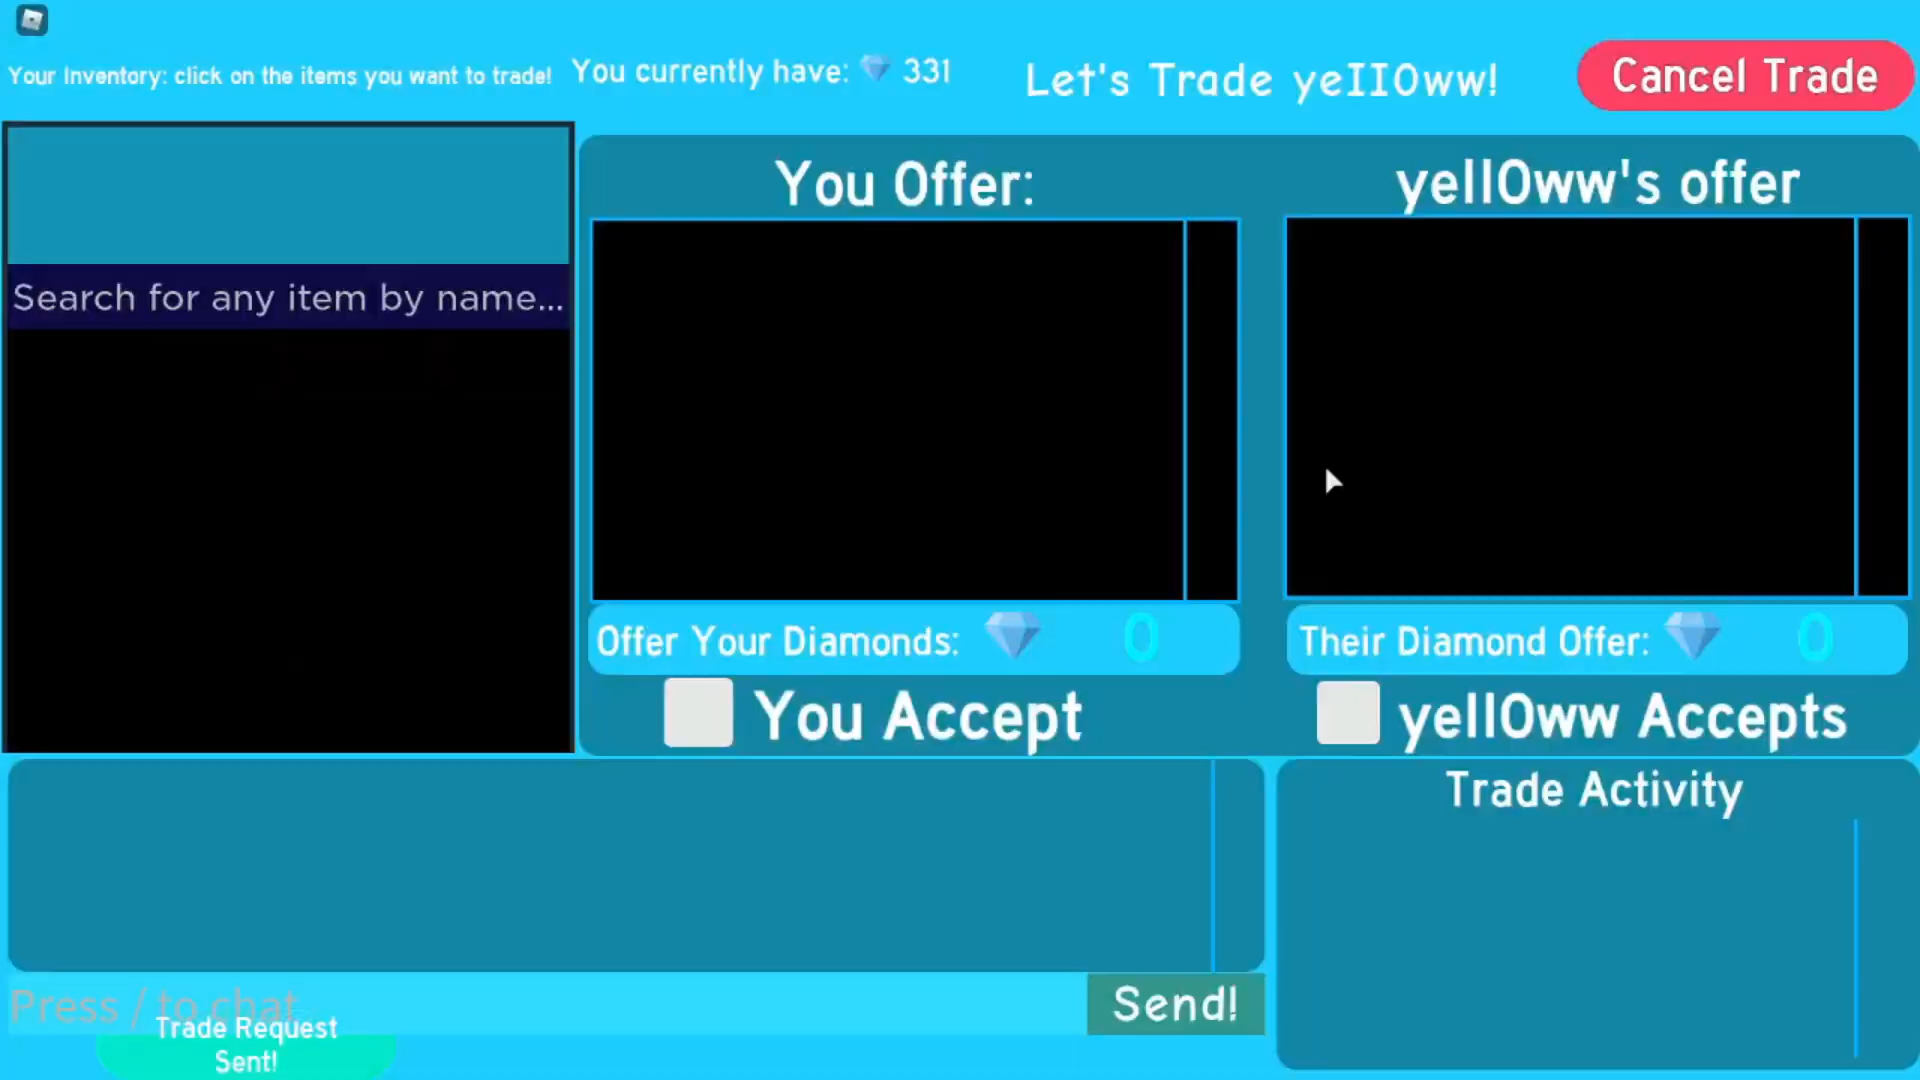 Your Inventory: click on the items you want to trade!
You currently have: 331
Let's Trade yeIIOww!
Cancel Trade
You Offer:
yellOww's offer
Search for any item by name...
Offer Your Diamonds: 0
Their Diamond Offer: 0
You Accept
yellOww Accepts
Trade Activity
Press / to chat
Send!
Trade Request
Sent!